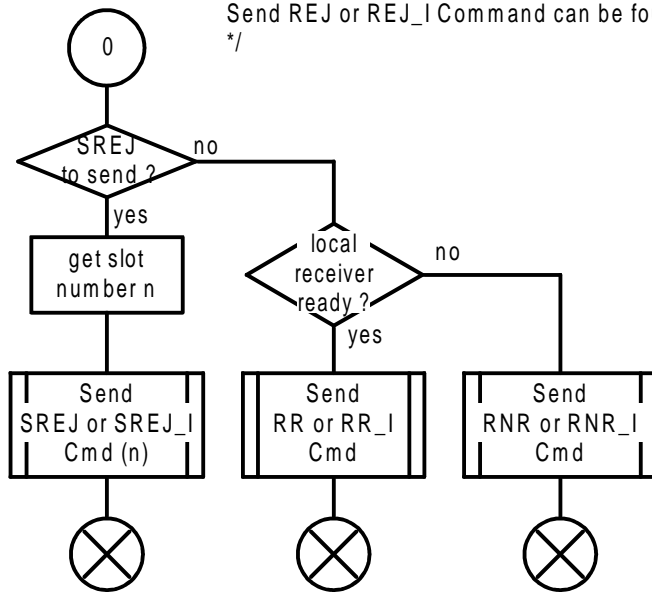 Send REJ or REJ_I Command can be fo
*/
0
SREJ
to send ?
no
yes
get slot
number n
local
receiver
ready ?
no
yes
Send
SREJ or SREJ_I
Cmd (n)
Send
RR or RR_I
Cmd
Send
RNR or RNR_I
Cmd